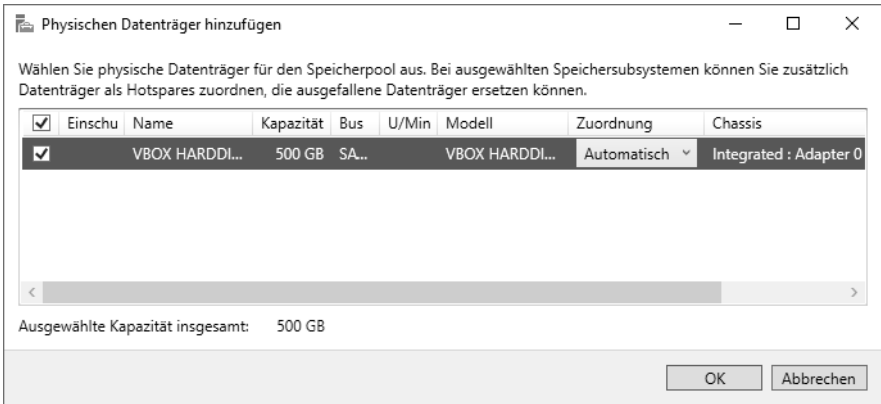 Physischen Datenträger hinzufügen
Wählen Sie physische Datenträger für den Speicherpool aus. Bei ausgewählten Speichersubsystemen können Sie zusätzlich
Datenträger als Hotspares zuordnen, die ausgefallene Datenträger ersetzen können.
Einschu Name Kapazität Bus U/Min Modell Zuordnung Chassis
VBOX HARDDI... 500 GB SA... VBOX HARDDI... Automatisch Integrated : Adapter 0
Ausgewählte Kapazität insgesamt: 500 GB
OK Abbrechen